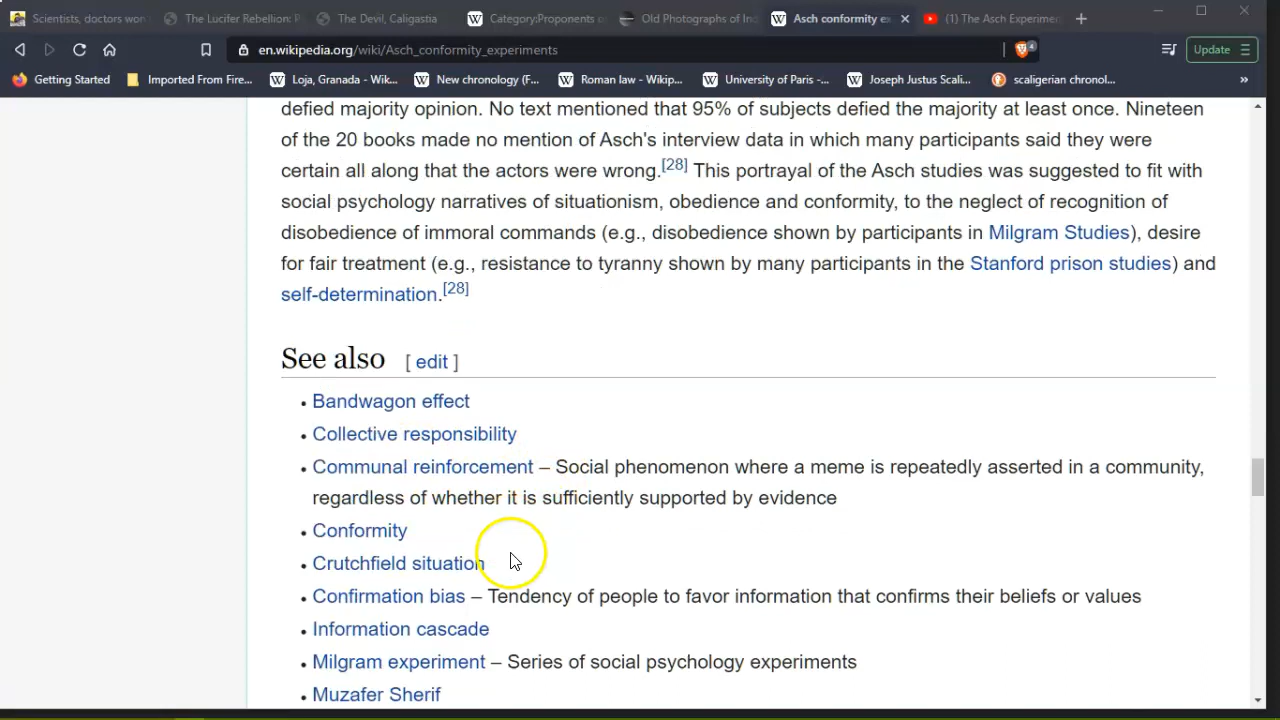 Scientists, doctors wor
The Lucifer Rebellion: P
The Devil, Caligastia
Category:Proponents o
Old Photographs of Ind
Asch conformity ex
(1) The Asch Experimen
en.wikipedia.org/wiki/Asch_conformity_experiments
4
Update
Getting Started
Imported From Fire...
Loja, Granada - Wik...
New chronology (F...
Roman law - Wikip...
University of Paris -...
Joseph Justus Scali...
scaligerian chronol...
defied majority opinion. No text mentioned that 95% of subjects defied the majority at least once. Nineteen
of the 20 books made no mention of Asch's interview data in which many participants said they were
certain all along that the actors were wrong.[28] This portrayal of the Asch studies was suggested to fit with
social psychology narratives of situationism, obedience and conformity, to the neglect of recognition of
disobedience of immoral commands (e.g., disobedience shown by participants in Milgram Studies), desire
for fair treatment (e.g., resistance to tyranny shown by many participants in the Stanford prison studies) and
self-determination.[28]
See also [ edit ]
• Bandwagon effect
• Collective responsibility
• Communal reinforcement – Social phenomenon where a meme is repeatedly asserted in a community,
regardless of whether it is sufficiently supported by evidence
• Conformity
• Crutchfield situation
• Confirmation bias – Tendency of people to favor information that confirms their beliefs or values
• Information cascade
• Milgram experiment – Series of social psychology experiments
• Muzafer Sherif